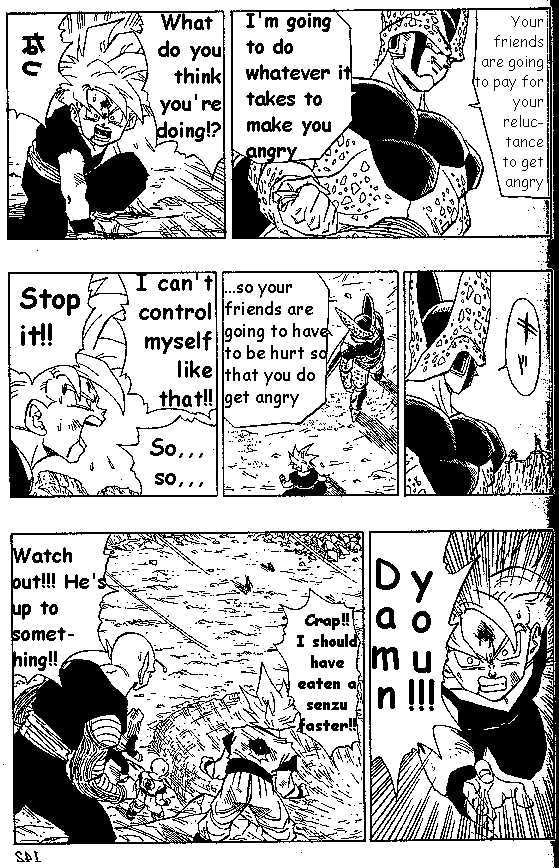 Your
friends
are going
to pay for
your
reluc-
tance
to get
angry
I'm going
to do
whatever it
takes to
make you
angry
What
do you
think
you're
doing!?
なっ
...so your
friends are
going to have
to be hurt so
that you do
get angry
I can't
control
myself
like
that!!
So...
so...
Stop
it!!
Damn
you!!!
Crap!!
I should
have
eaten a
senzu
faster!!
Watch
out!!! He's
up to
somet-
hing!!
142